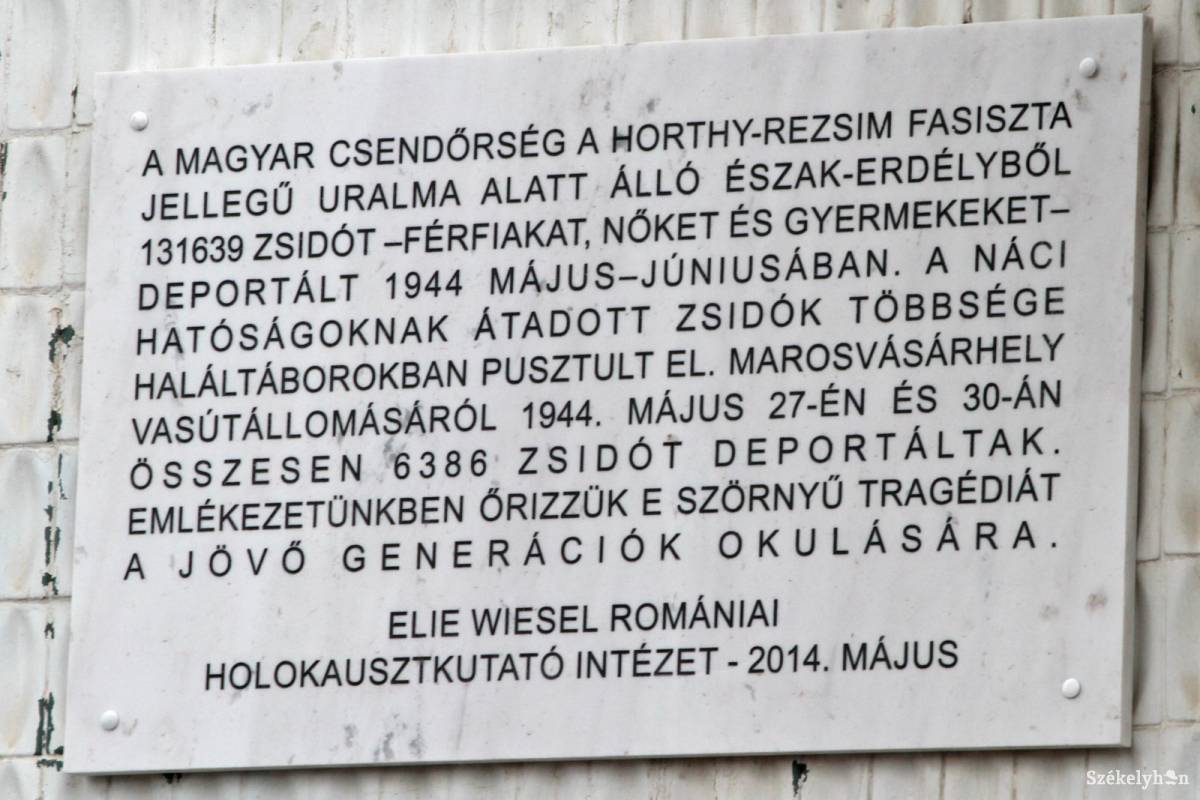 A MAGYAR CSENDŐRSÉG A HORTHY-REZSIM FASISZTA
JELLEGŰ URALMA ALATT ÁLLÓ ÉSZAK-ERDÉLYBŐL
131639 ZSIDÓT –FÉRFIAKAT, NŐKET ÉS GYERMEKEKET–
DEPORTÁLT 1944 MÁJUS–JÚNIUSÁBAN. A NÁCI
HATÓSÁGOKNAK ÁTADOTT ZSIDÓK TÖBBSÉGE
HALÁLTÁBOROKBAN PUSZTULT EL. MAROSVÁSÁRHELY
VASÚTÁLLOMÁSÁRÓL 1944. MÁJUS 27-ÉN ÉS 30-ÁN
ÖSSZESEN 6386 ZSIDÓT DEPORTÁLTAK.
EMLÉKEZETÜNKBEN ŐRIZZÜK E SZÖRNYŰ TRAGÉDIÁT
A JÖVŐ GENERÁCIÓK OKULÁSÁRA.
ELIE WIESEL ROMÁNIAI
HOLOKAUSZTKUTATÓ INTÉZET - 2014. MÁJUS
Székelyhon